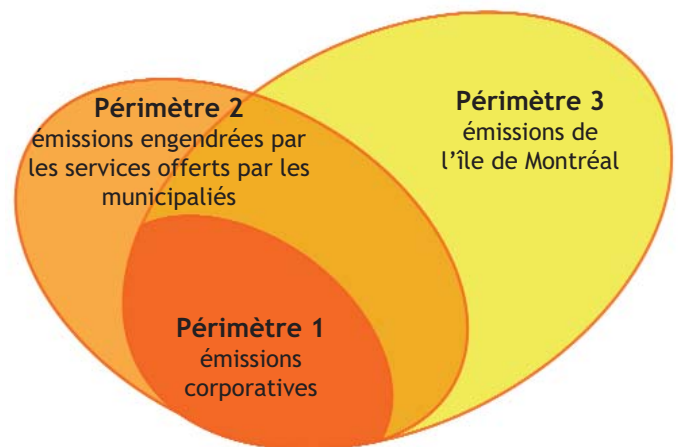 Périmètre 2
émissions engendrées par
les services offerts par les
municipaliés
Périmètre 3
émissions de
l'île de Montréal
Périmètre 1
émissions
corporatives